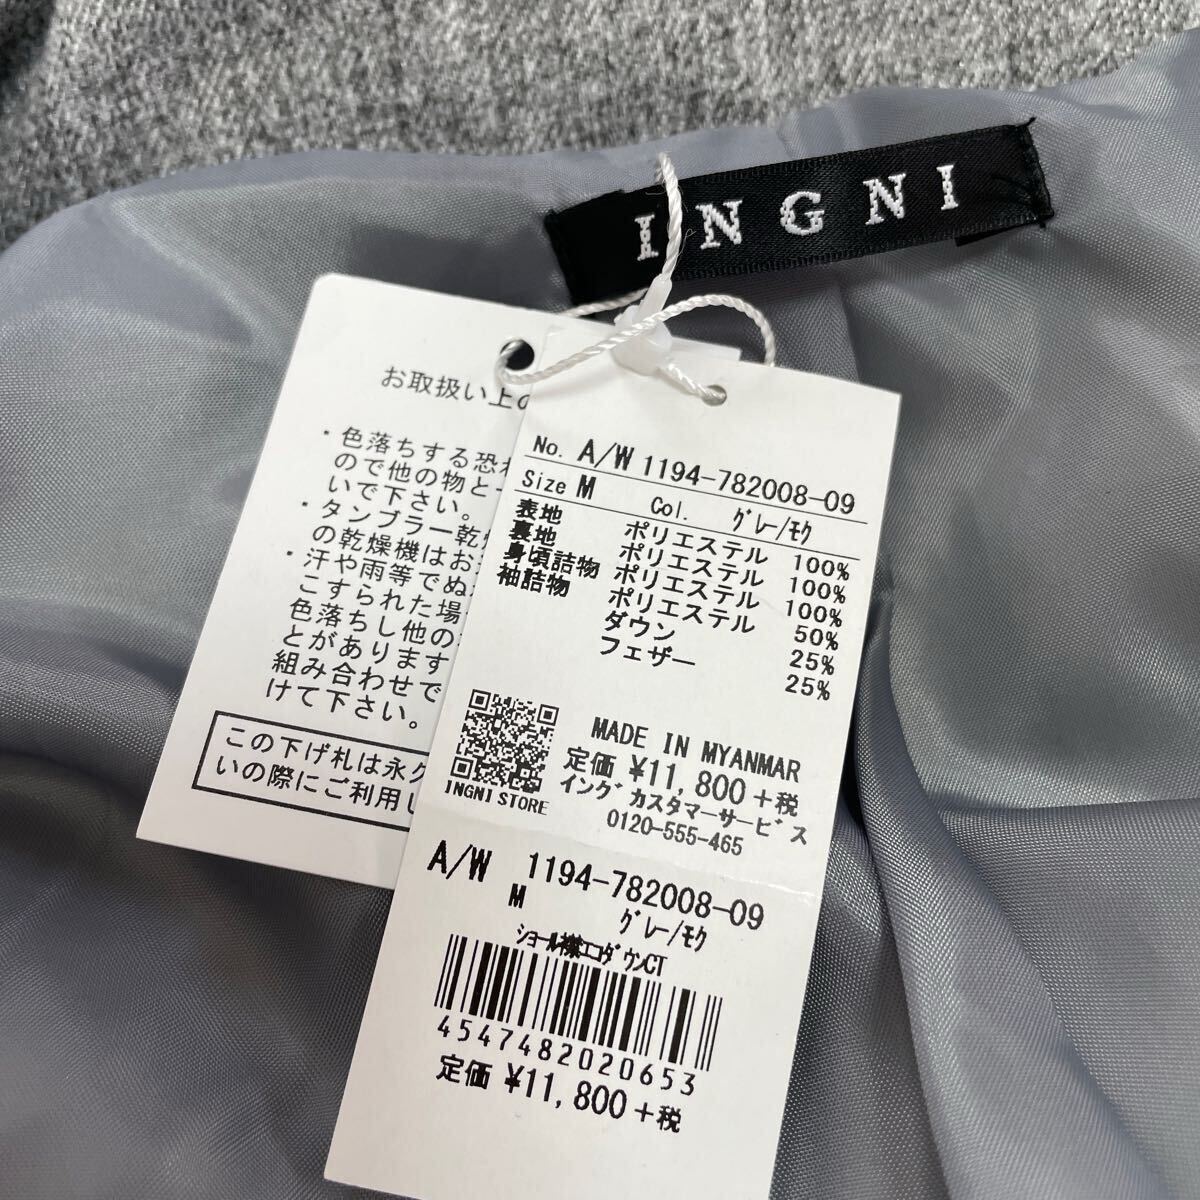 INGNI
お取扱い上の
・色落ちする恐れ
ので他の物と
いで下さい。
・タンブラー乾燥
の乾燥機はお
・汗や雨等でぬ
こすられた場
色落ちし他の
とがあります
組み合わせで
けて下さい。
この下げ札は永久
いの際にご利用し
No. A/W 1194-782008-09
Size M Col. グレー/モク
表地 ポリエステル 100%
裏地 ポリエステル 100%
身頃詰物 ポリエステル 100%
袖詰物 ポリエステル 50%
ダウン 25%
フェザー 25%
MADE IN MYANMAR
定価 ¥11,800+税
イング カスタマーサービス
0120-555-465
INGNI STORE
A/W 1194-782008-09
M グレー/モク
ショール襟エコダウンCT
4547482020653
定価 ¥11,800+税